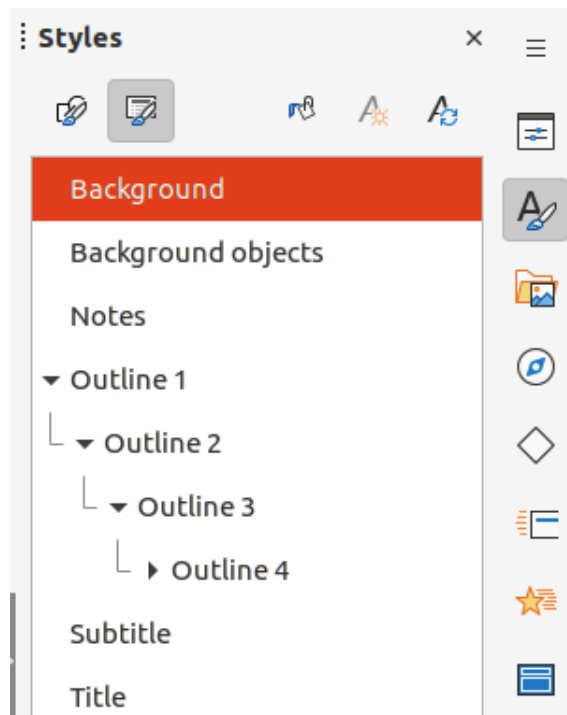 Styles
Background
Background objects
Notes
Outline 1
Outline 2
Outline 3
Outline 4
Subtitle
Title